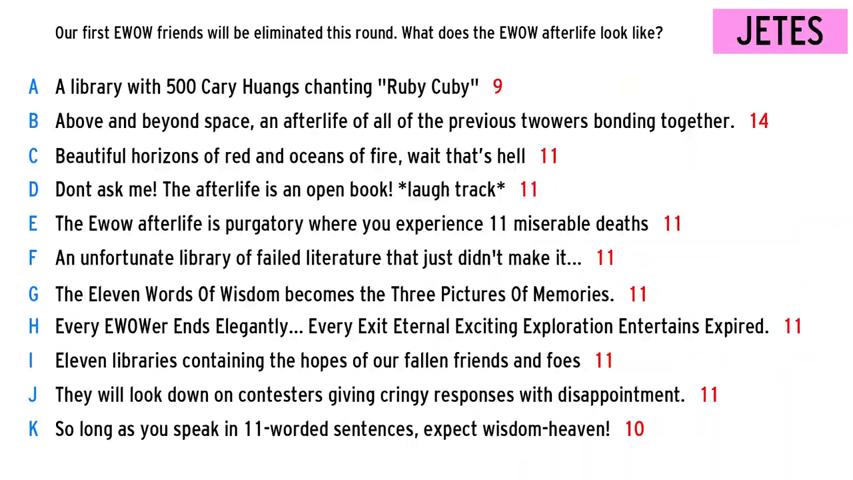 Our first EWOW friends will be eliminated this round. What does the EWOW afterlife look like?
JETES
A A library with 500 Cary Huangs chanting "Ruby Cuby" 9
B Above and beyond space, an afterlife of all of the previous twowers bonding together. 14
C Beautiful horizons of red and oceans of fire, wait that's hell 11
D Dont ask me! The afterlife is an open book! *laugh track* 11
E The Ewow afterlife is purgatory where you experience 11 miserable deaths 11
F An unfortunate library of failed literature that just didn't make it... 11
G The Eleven Words Of Wisdom becomes the Three Pictures Of Memories. 11
H Every EWOWer Ends Elegantly... Every Exit Eternal Exciting Exploration Entertains Expired. 11
I Eleven libraries containing the hopes of our fallen friends and foes 11
J They will look down on contesters giving cringy responses with disappointment. 11
K So long as you speak in 11-worded sentences, expect wisdom-heaven! 10